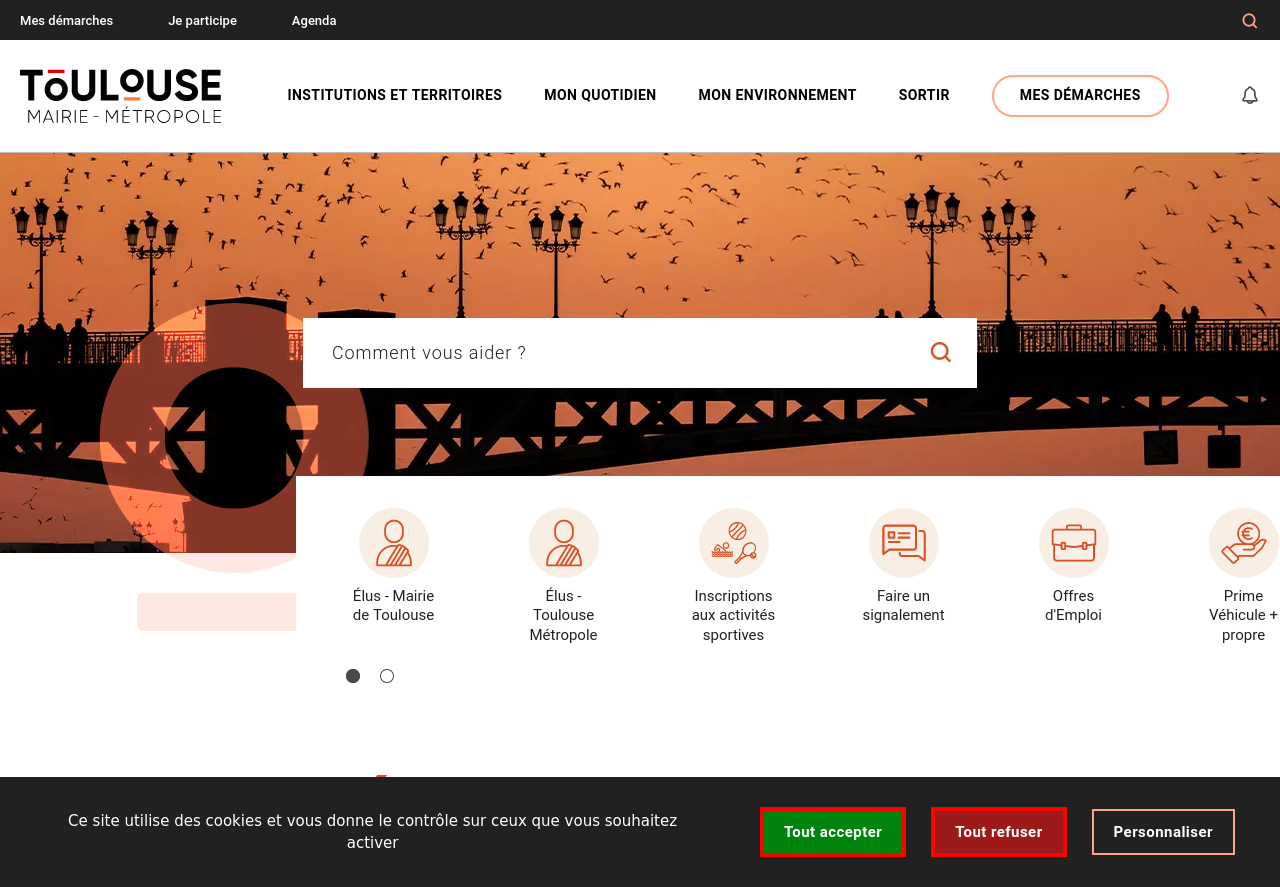 Mes démarches
Je participe
Agenda
TOULOUSE
MAIRIE - MÉTROPOLE
INSTITUTIONS ET TERRITOIRES
MON QUOTIDIEN
MON ENVIRONNEMENT
SORTIR
MES DÉMARCHES
Comment vous aider ?
Élus - Mairie
de Toulouse
Élus -
Toulouse
Métropole
Inscriptions
aux activités
sportives
Faire un
signalement
Offres
d'Emploi
Prime
Véhicule +
propre
Ce site utilise des cookies et vous donne le contrôle sur ceux que vous souhaitez
activer
Tout accepter
Tout refuser
Personnaliser